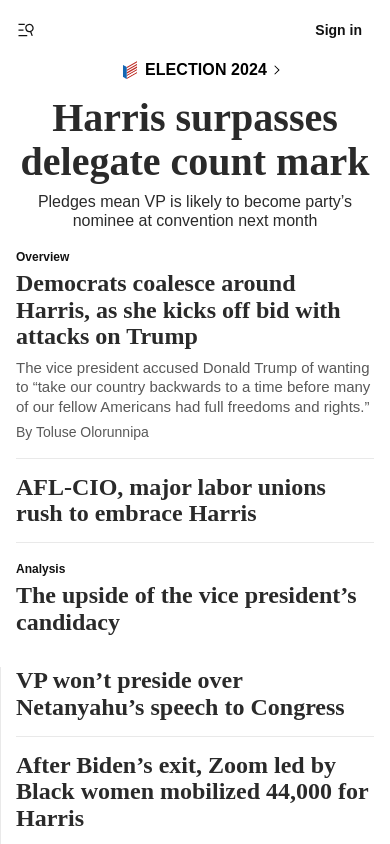 Sign in
ELECTION 2024
Harris surpasses
delegate count mark
Pledges mean VP is likely to become party’s
nominee at convention next month
Overview
Democrats coalesce around
Harris, as she kicks off bid with
attacks on Trump
The vice president accused Donald Trump of wanting
to “take our country backwards to a time before many
of our fellow Americans had full freedoms and rights.”
By Toluse Olorunnipa
AFL-CIO, major labor unions
rush to embrace Harris
Analysis
The upside of the vice president’s
candidacy
VP won’t preside over
Netanyahu’s speech to Congress
After Biden’s exit, Zoom led by
Black women mobilized 44,000 for
Harris